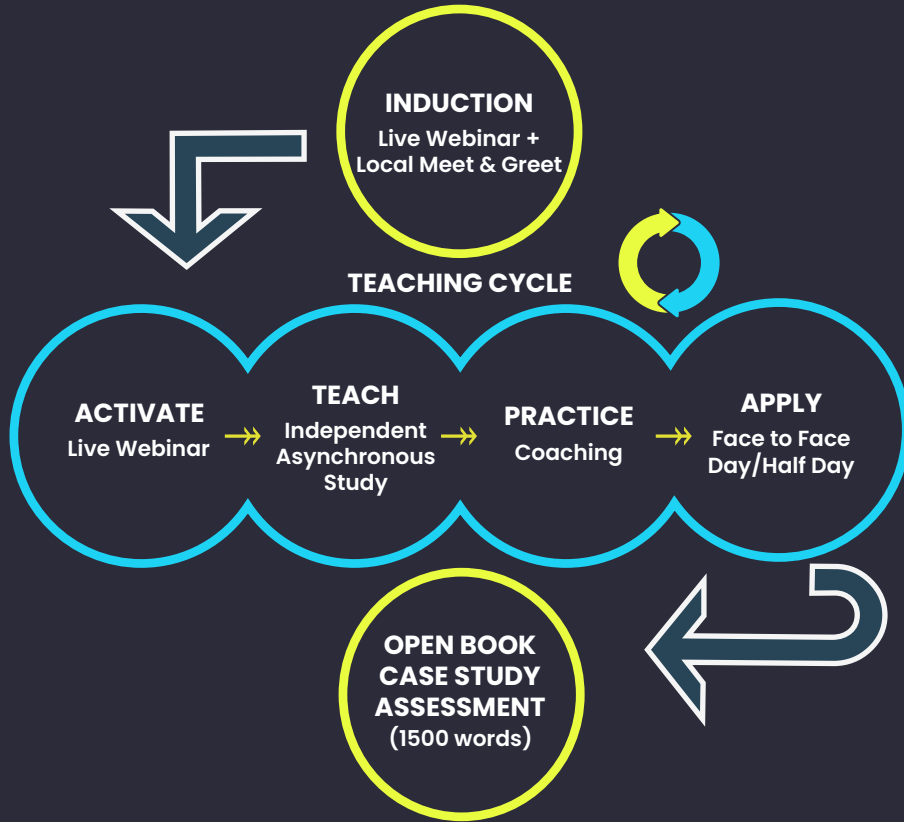 INDUCTION
Live Webinar +
Local Meet & Greet
TEACHING CYCLE
ACTIVATE
Live Webinar
TEACH
Independent
Asynchronous
Study
PRACTICE
Coaching
APPLY
Face to Face
Day/Half Day
OPEN BOOK
CASE STUDY
ASSESSMENT
(1500 words)